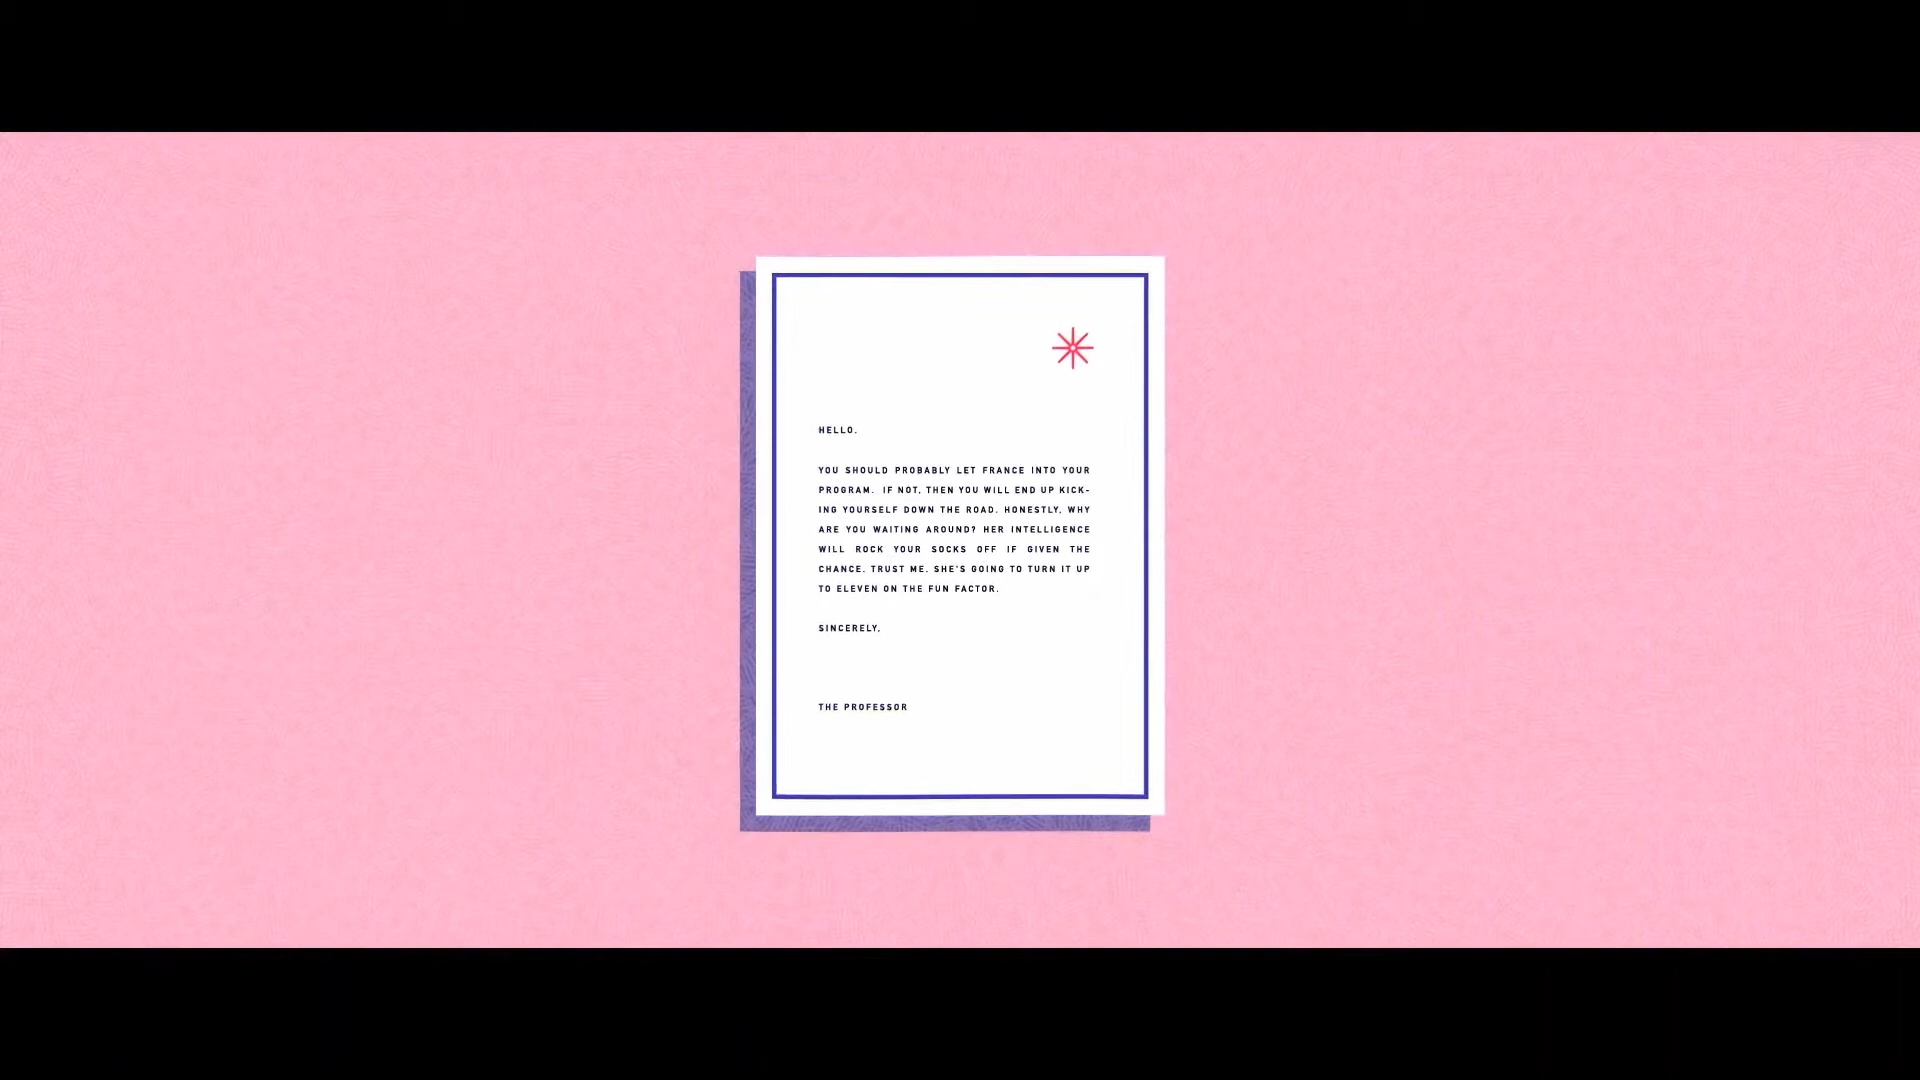 HELLO.
YOU SHOULD PROBABLY LET FRANCE INTO YOUR
PROGRAM. IF NOT, THEN YOU WILL END UP KICK-
ING YOURSELF DOWN THE ROAD. HONESTLY, WHY
ARE YOU WAITING AROUND? HER INTELLIGENCE
WILL ROCK YOUR SOCKS OFF IF GIVEN THE
CHANCE. TRUST ME. SHE'S GOING TO TURN IT UP
TO ELEVEN ON THE FUN FACTOR.
SINCERELY,
THE PROFESSOR